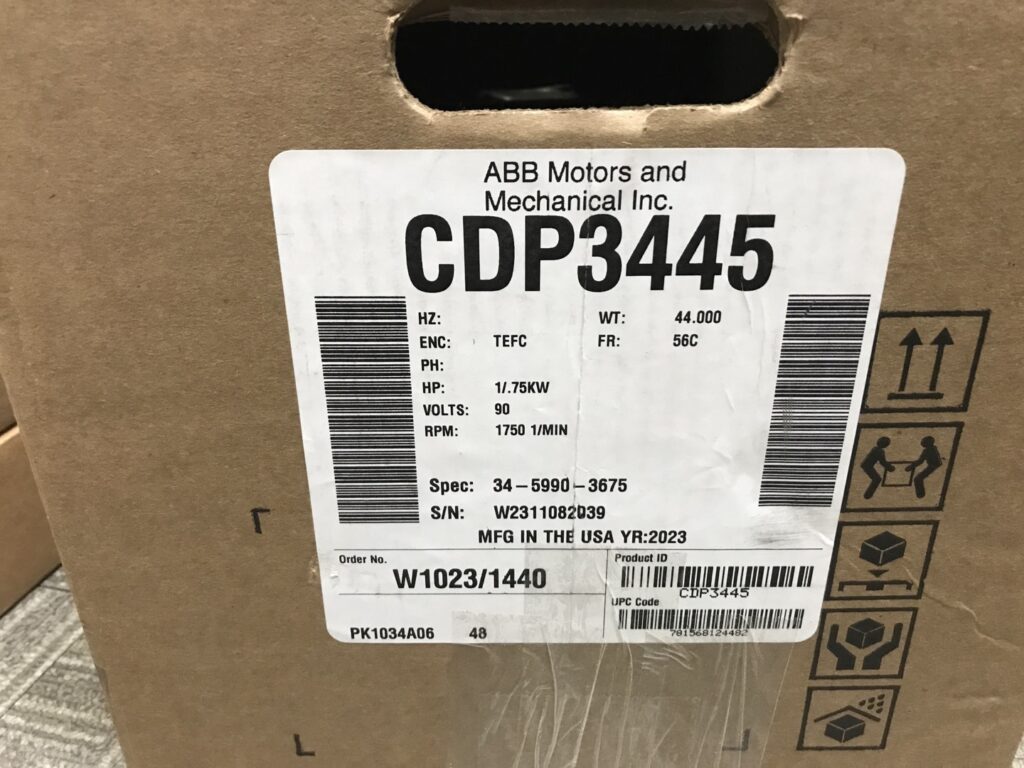 ABB Motors and
Mechanical Inc.
CDP3445
HZ: WT: 44.000
ENC: TEFC FR: 56C
PH:
HP: 1/.75KW
VOLTS: 90
RPM: 1750 1/MIN
Spec: 34-5990-3675
S/N: W2311082039
MFG IN THE USA YR:2023
Order No. Product ID
W1023/1440
CDP3445
UPC Code
PK1034A06 48
781568124482